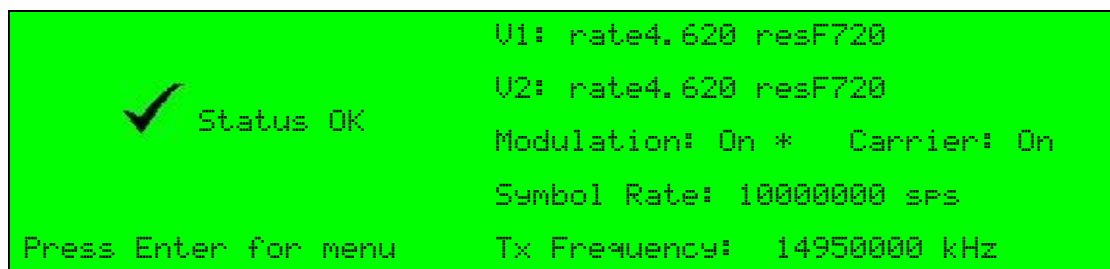 V1: rate4.620 resF720
V2: rate4.620 resF720
Status OK
Modulation: On *   Carrier: On
Symbol Rate: 10000000 sps
Press Enter for menu
Tx Frequency:  14950000 kHz